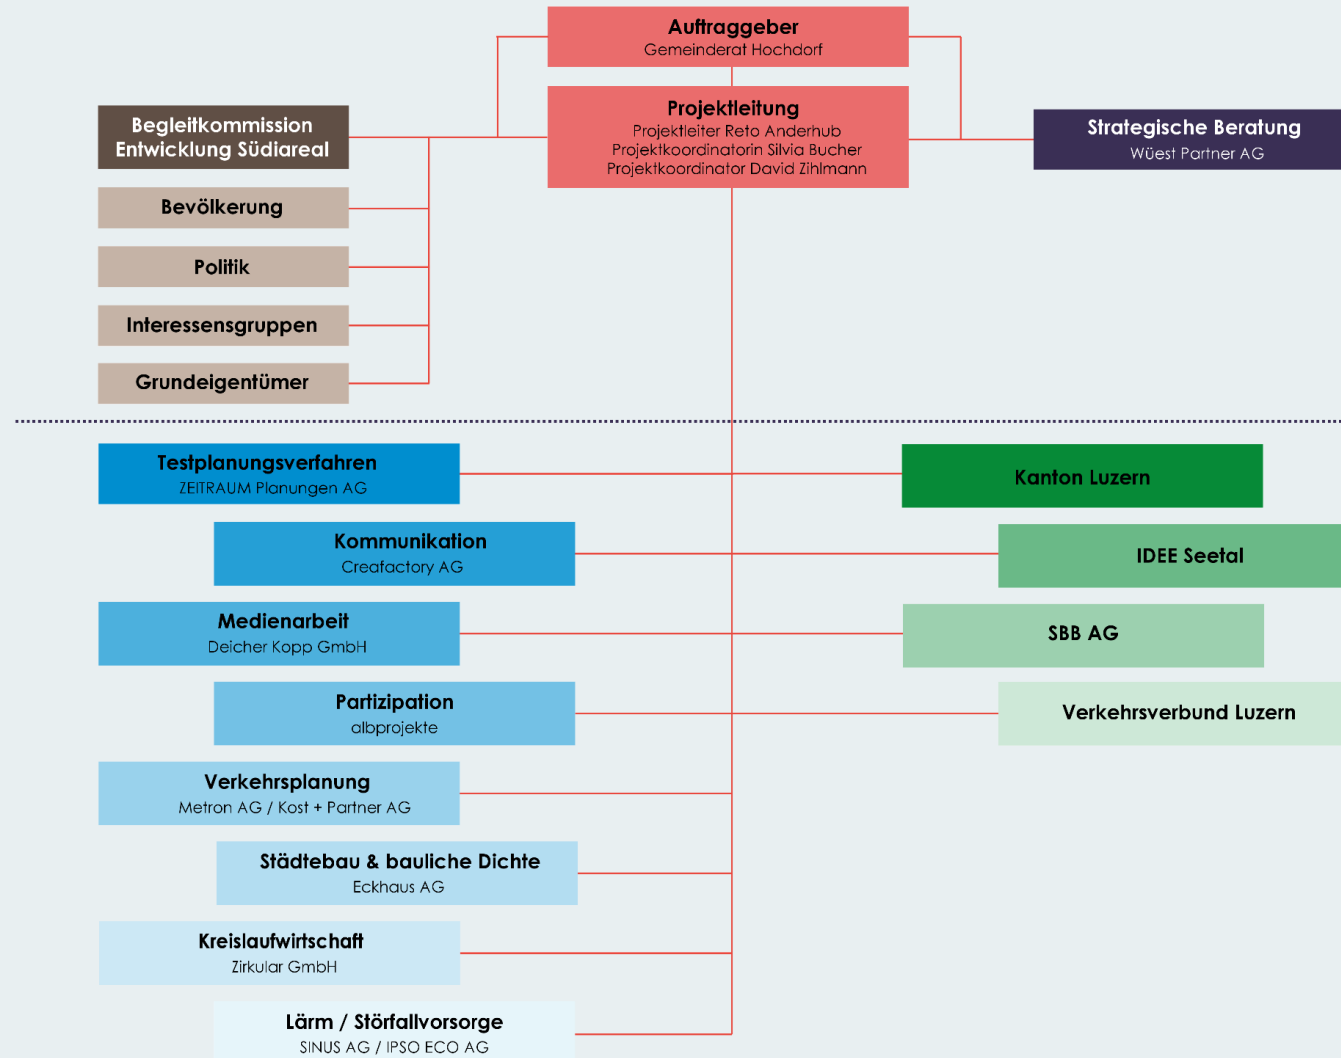 Auftraggeber
Gemeinderat Hochdorf
Projektleitung
Projektleiter Reto Anderhub
Projektkoordinatorin Silvia Bucher
Projektkoordinator David Zihlmann
Begleitkommission
Entwicklung Südiareal
Strategische Beratung
Wüest Partner AG
Bevölkerung
Politik
Interessensgruppen
Grundeigentümer
Testplanungsverfahren
ZEITRAUM Planungen AG
Kanton Luzern
Kommunikation
Creafactory AG
IDEE Seetal
Medienarbeit
Deicher Kopp GmbH
SBB AG
Partizipation
albprojekte
Verkehrsverbund Luzern
Verkehrsplanung
Metron AG / Kost + Partner AG
Städtebau & bauliche Dichte
Eckhaus AG
Kreislaufwirtschaft
Zirkular GmbH
Lärm / Störfallvorsorge
SINUS AG / IPSO ECO AG